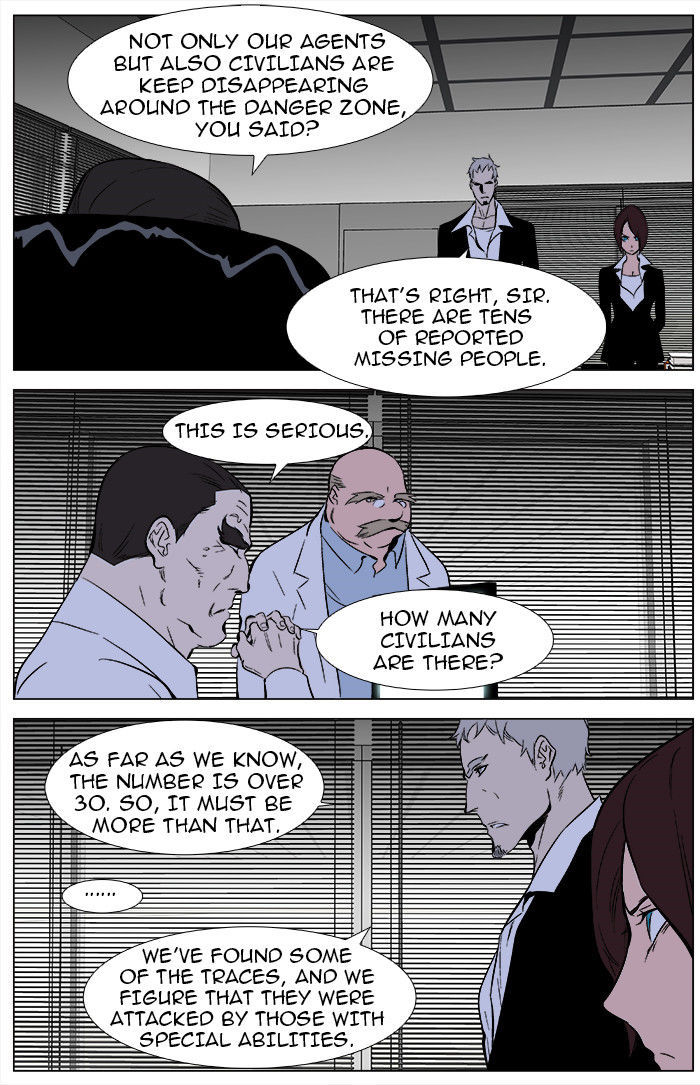 NOT ONLY OUR AGENTS
BUT ALSO CIVILIANS ARE
KEEP DISAPPEARING
AROUND THE DANGER ZONE,
YOU SAID?
THAT'S RIGHT, SIR.
THERE ARE TENS
OF REPORTED
MISSING PEOPLE.
THIS IS SERIOUS.
HOW MANY
CIVILIANS
ARE THERE?
AS FAR AS WE KNOW,
THE NUMBER IS OVER
30. SO, IT MUST BE
MORE THAN THAT.
......
WE'VE FOUND SOME
OF THE TRACES, AND WE
FIGURE THAT THEY WERE
ATTACKED BY THOSE WITH
SPECIAL ABILITIES.